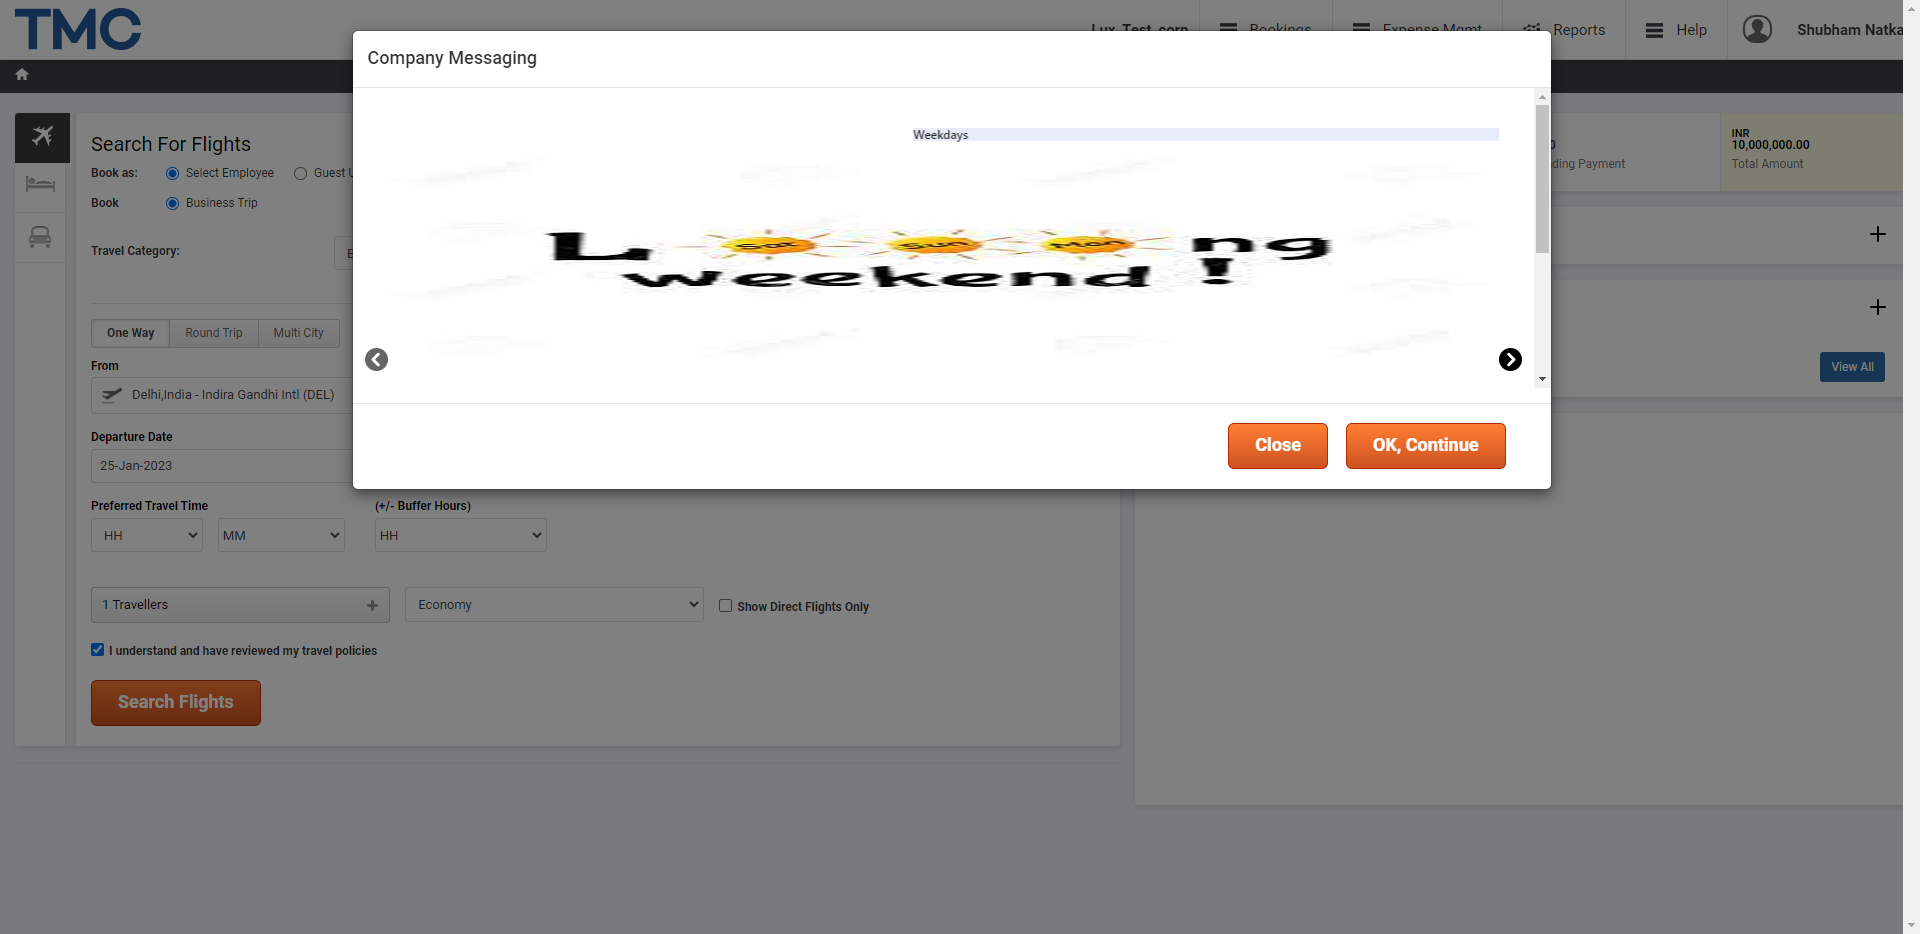 TMC
Lux_Test_corp
Bookings
Expense Mgmt
Reports
Help
Shubham Natka
Company Messaging
Weekdays
L Sat Sun Mon ng
weekend !
Close
OK, Continue
Search For Flights
Book as:
Select Employee
Guest U
Book
Business Trip
Travel Category:
B
One Way
Round Trip
Multi City
From
Delhi,India - Indira Gandhi Intl (DEL)
Departure Date
25-Jan-2023
Preferred Travel Time
(+/- Buffer Hours)
HH
MM
HH
1 Travellers
Economy
Show Direct Flights Only
I understand and have reviewed my travel policies
Search Flights
0
ding Payment
INR
10,000,000.00
Total Amount
View All